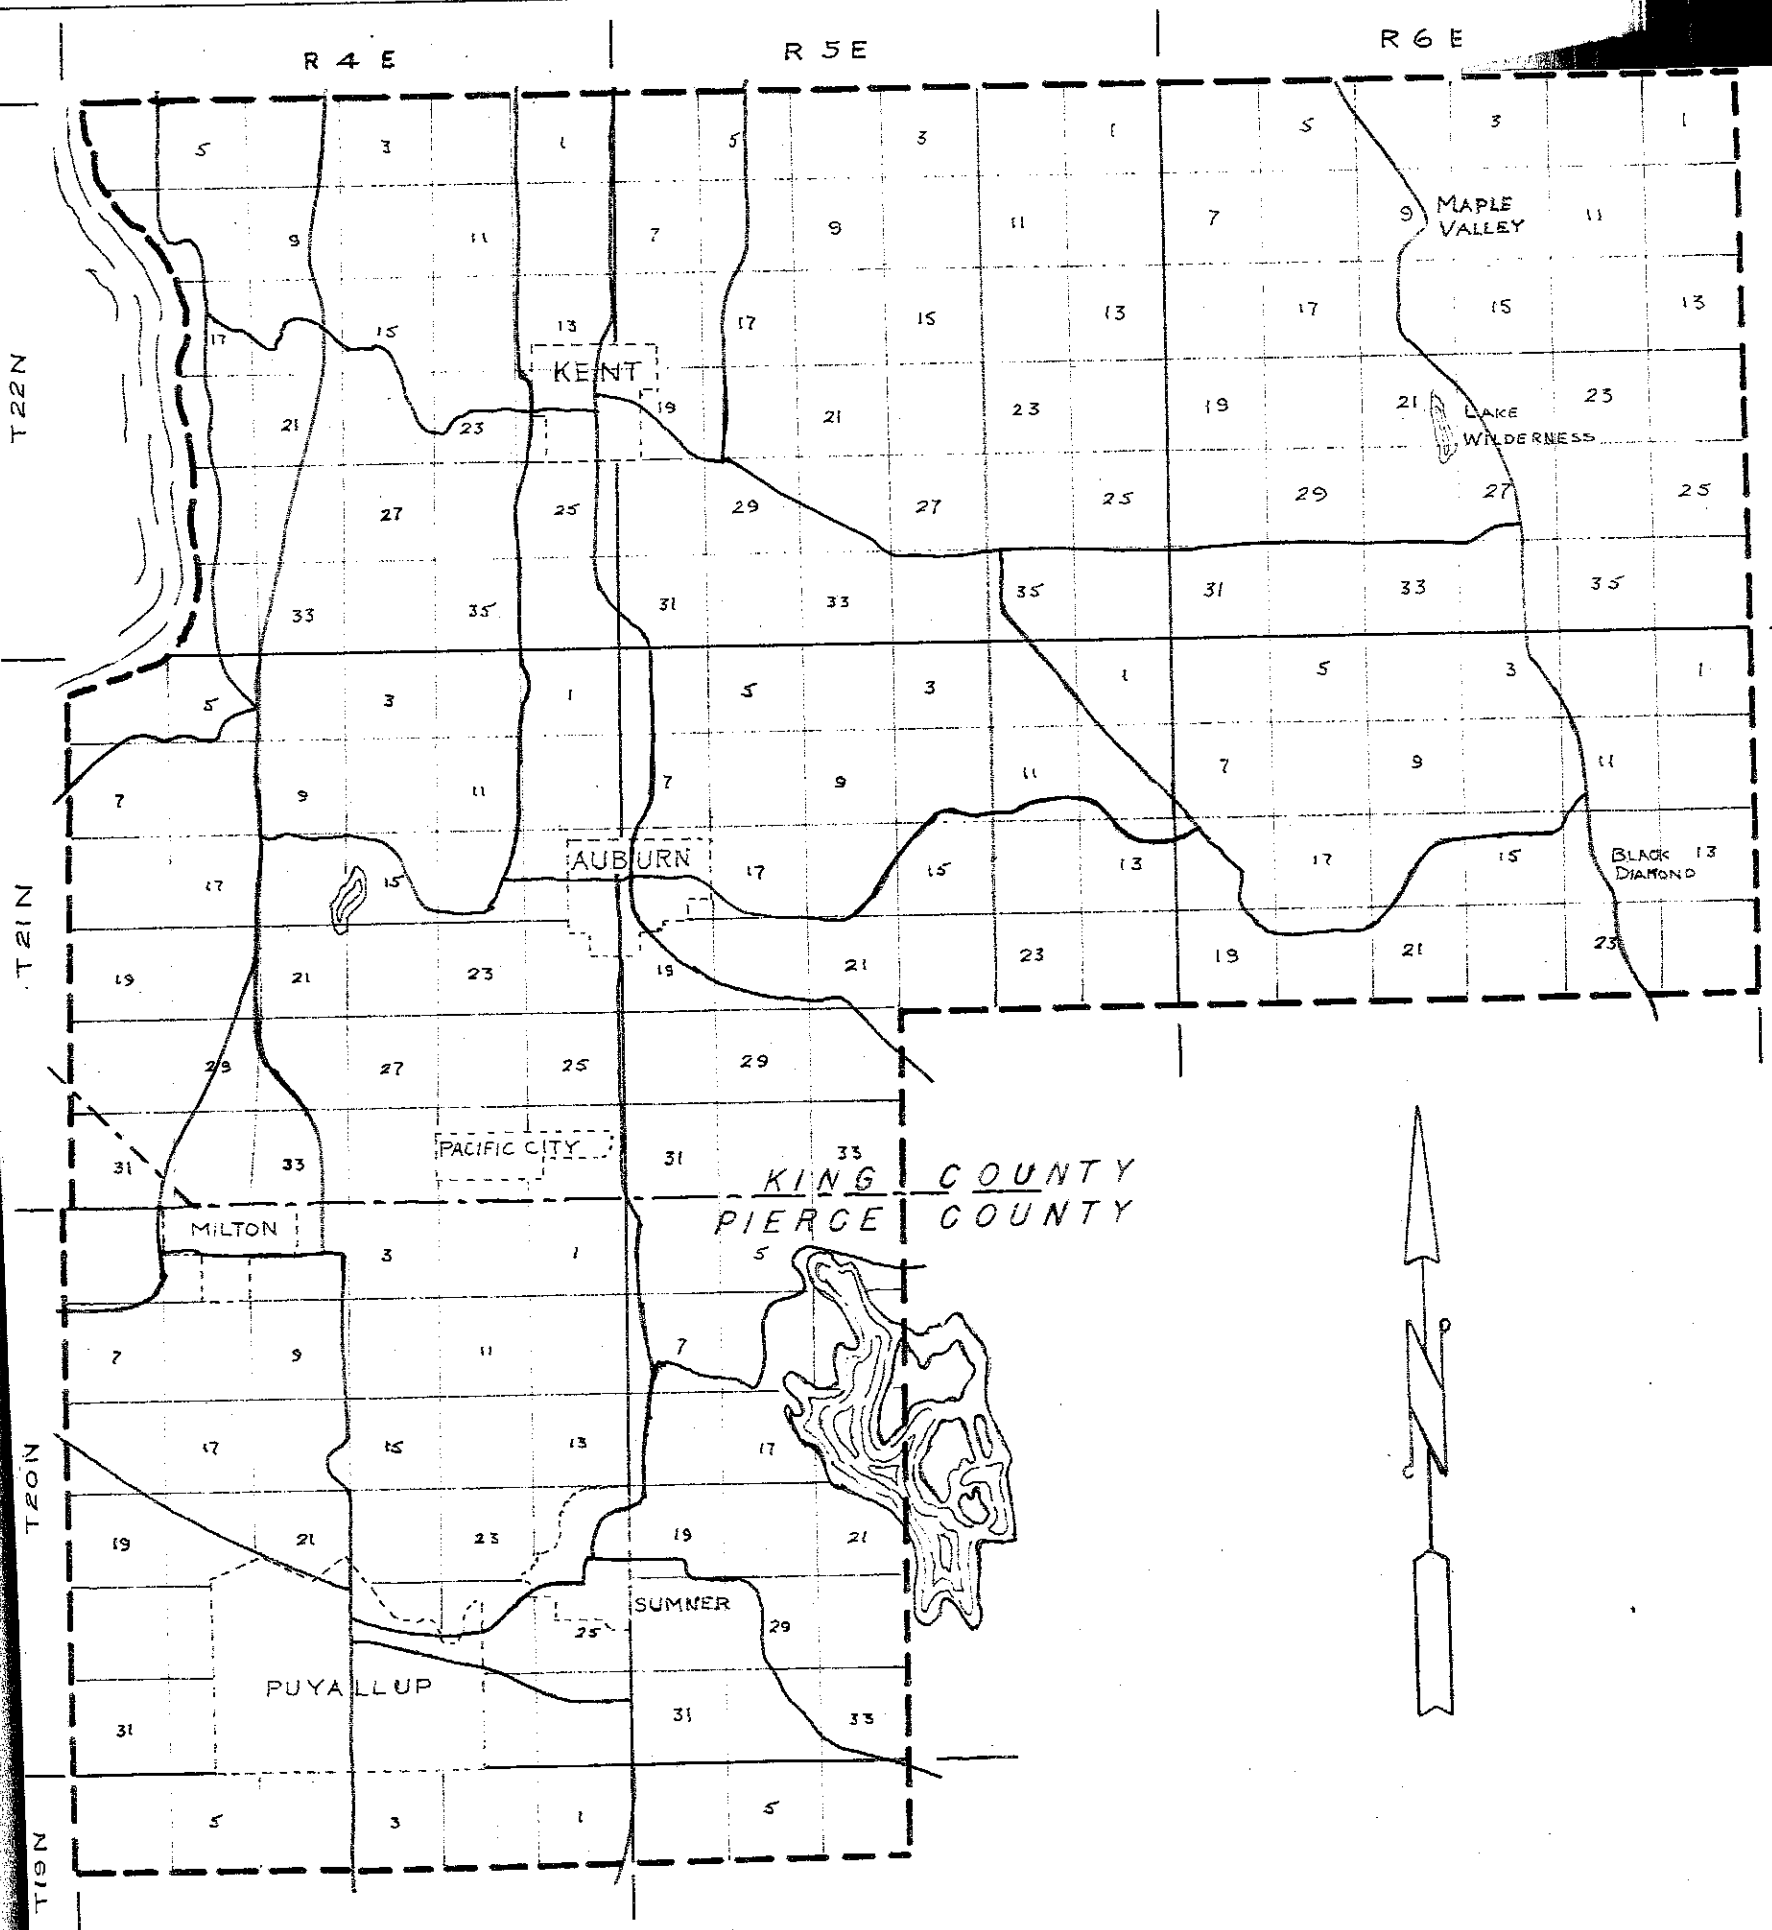 R 4 E R 5 E R 6 E
5 3 1 5 3 1 5 3 1
9 11 7 9 11 7 9 MAPLE VALLEY 11
17 15 13 17 15 13 17 15 13
T22N
KENT
21 23 19 21 23 19 21 LAKE WILDERNESS 23
27 25 29 27 25 29 27 25
33 35 31 33 35 31 33 35
5 3 1 5 3 1 5 3 1
7 9 11 7 9 11 7 9 11
T21N
AUBURN
17 15 17 15 13 17 15 BLACK DIAMOND 13
19 21 23 19 21 23 19 21 23
29 27 25 29
31 33 PACIFIC CITY 31 33
KING COUNTY
PIERCE COUNTY
MILTON
3 1 5
7 9 11 7
N
T20N
17 15 13 17
19 21 23 19 21
SUMNER
25 29
PUYALLUP
31 31 33
T19N
5 3 1 5